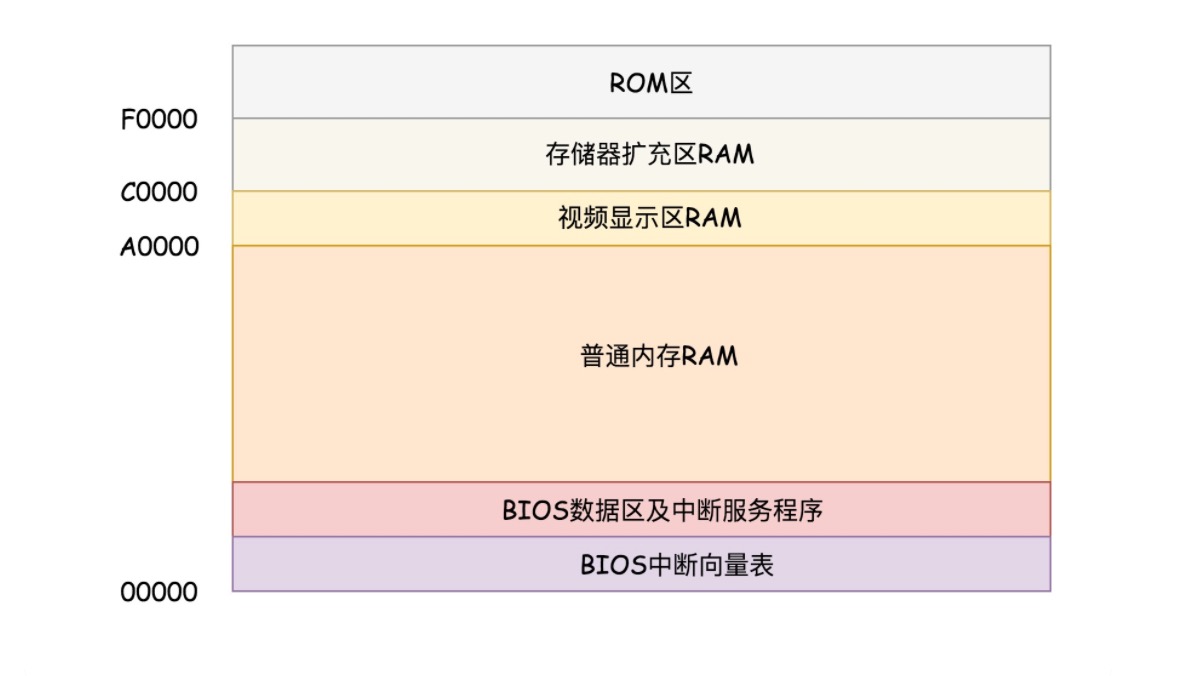 ROM区
F0000
存储器扩充区RAM
C0000
视频显示区RAM
A0000
普通内存RAM
BIOS数据区及中断服务程序
BIOS中断向量表
00000